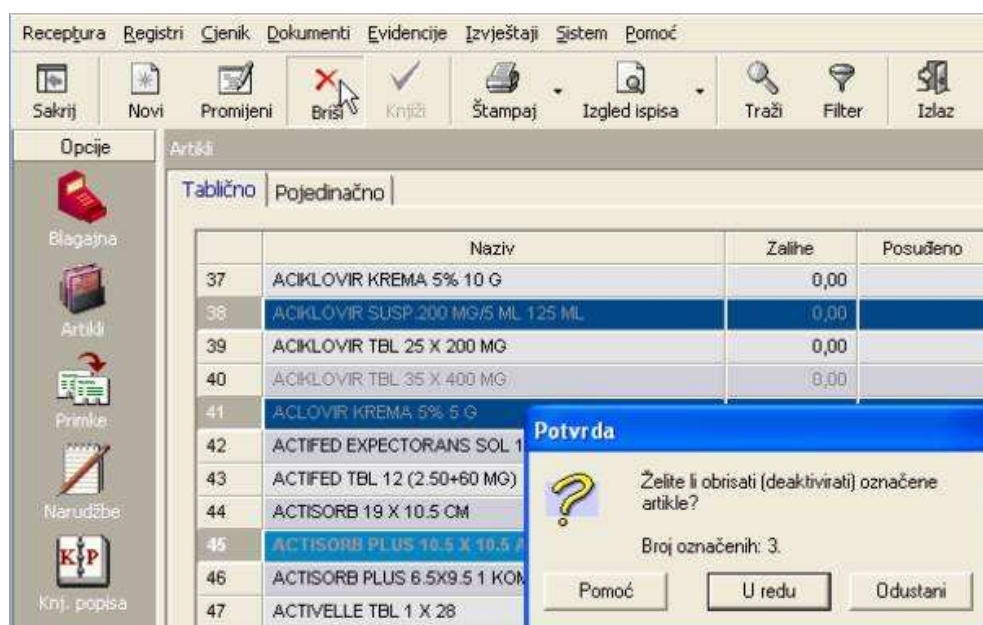 Receptura Registri Cjenik Dokumenti Evidencije Izvještaji Sistem Pomoć
Sakrij Novi Promijeni Briši Knjiži Štampaj Izgled ispisa Traži Filter Izlaz
Opcije
Artikli
Tablično Pojedinačno
Blagajna
Artikli
Primke
Narudžbe
K P
Knj. popisa
Naziv Zalihe Posuđeno
37 ACIKLOVIR KREMA 5% 10 G 0,00
38 ACIKLOVIR SUSP 200 MG/5 ML 125 ML 0,00
39 ACIKLOVIR TBL 25 X 200 MG 0,00
40 ACIKLOVIR TBL 35 X 400 MG 8,00
41 ACLOVIR KREMA 5% 5 G
42 ACTIFED EXPECTORANS SOL 1
43 ACTIFED TBL 12 (2.50+60 MG)
44 ACTISORB 19 X 10.5 CM
45 ACTISORB PLUS 10.5 X 10.5
46 ACTISORB PLUS 6.5X9.5 1 KOM
47 ACTIVELLE TBL 1 X 28
Potvrda
Želite li obrisati (deaktivirati) označene
artikle?
Broj označenih: 3.
Pomoć U redu Odustani